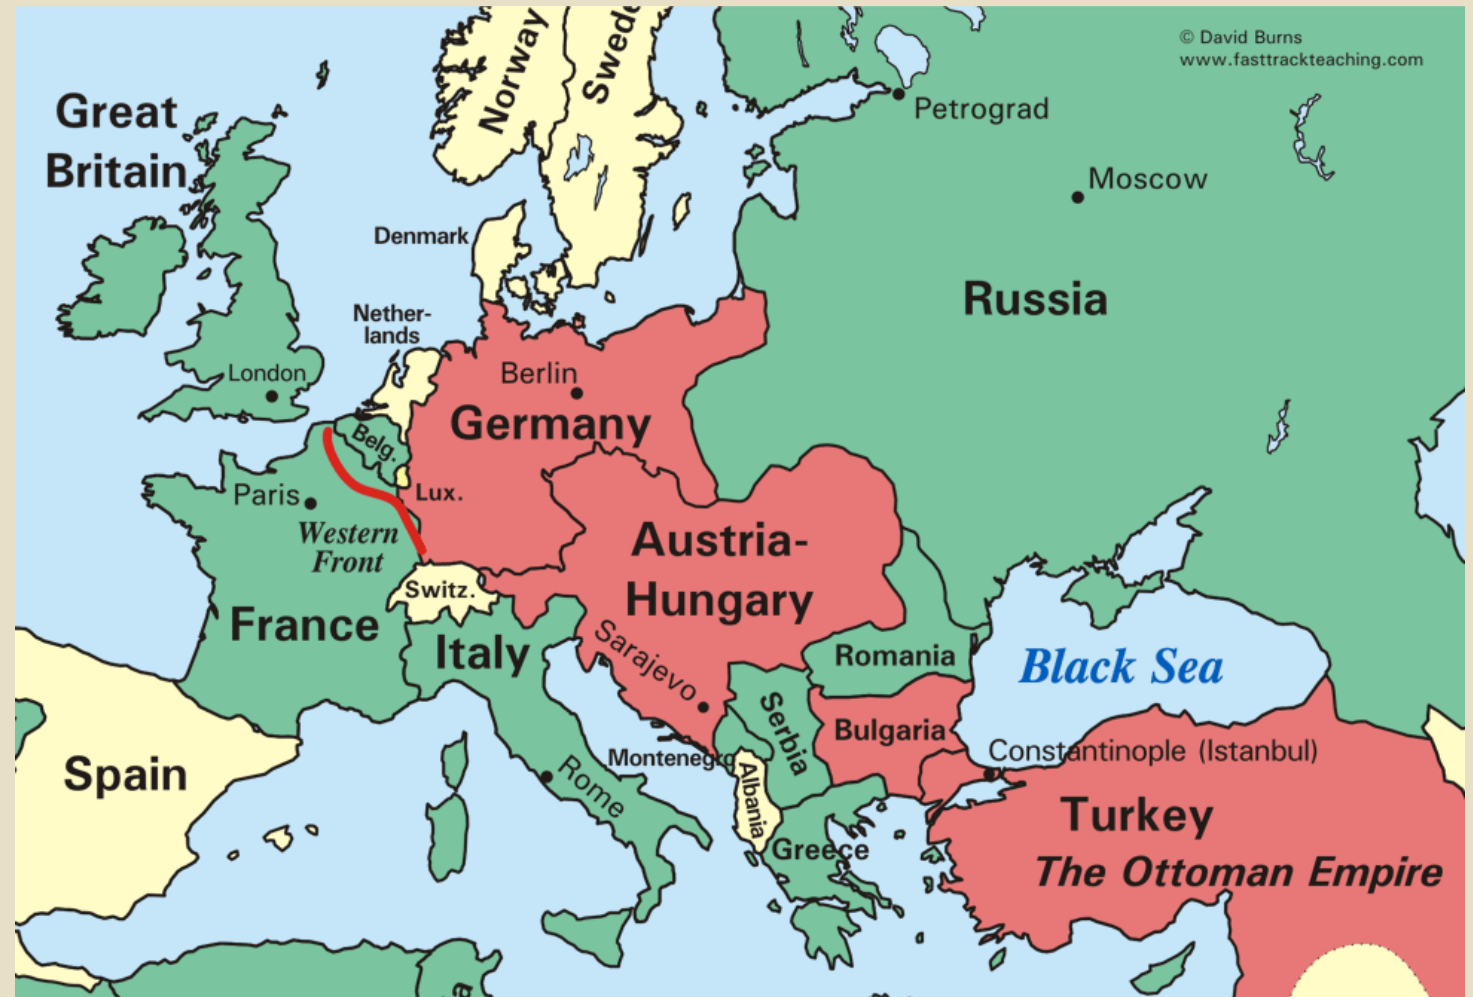 © David Burns
www.fasttrackteaching.com
Norway
Great
Britain
Petrograd
Moscow
Denmark
Russia
Nether-
lands
London
Berlin
Germany
Belg.
Lux.
Paris
Western
Front
Austria-
Hungary
Switz.
France
Italy
Sarajevo
Romania
Black Sea
Serbia
Bulgaria
Montenegro
Constantinople (Istanbul)
Spain
Rome
Albania
Turkey
Greece
The Ottoman Empire